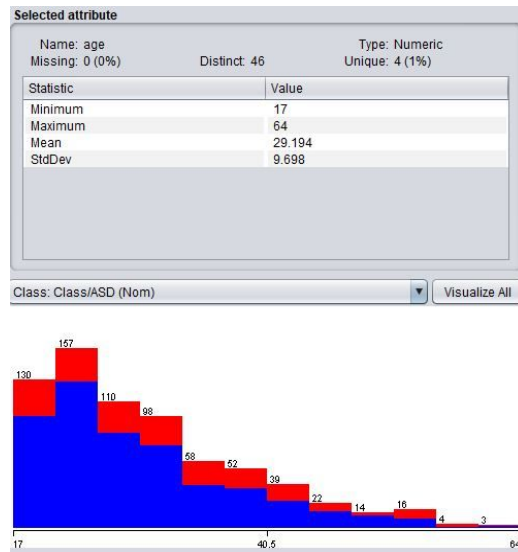 Selected attribute
Name: age Type: Numeric
Missing: 0 (0%) Distinct: 46 Unique: 4 (1%)
Statistic Value
Minimum 17
Maximum 64
Mean 29.194
StdDev 9.698
Class: Class/ASD (Nom) Visualize All
157
130
110
98
58
52
39
22
14
16
4
3
17 40.5 64